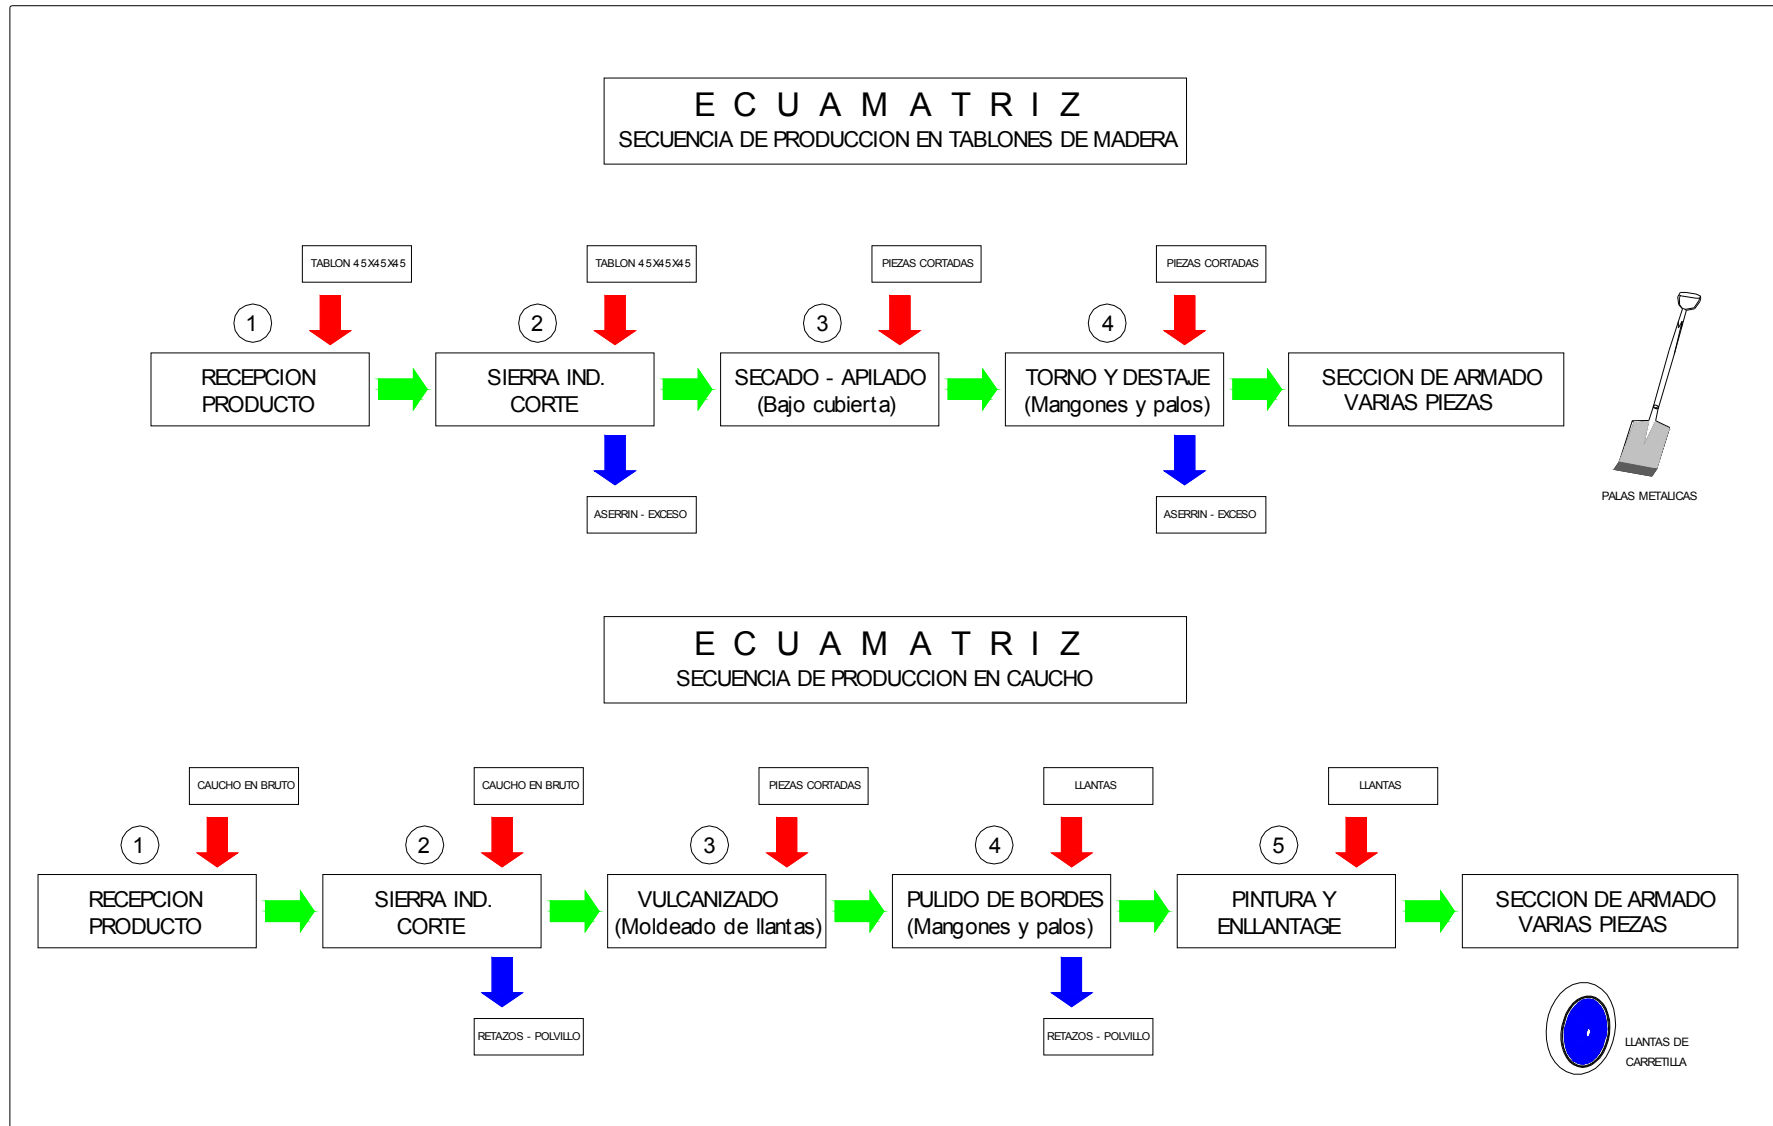 E C U A M A T R I Z
SECUENCIA DE PRODUCCION EN TABLONES DE MADERA
TABLON 45X45X45
TABLON 45X45X45
PIEZAS CORTADAS
PIEZAS CORTADAS
1
2
3
4
RECEPCION
PRODUCTO
SIERRA IND.
CORTE
SECADO - APILADO
(Bajo cubierta)
TORNO Y DESTAJE
(Mangones y palos)
SECCION DE ARMADO
VARIAS PIEZAS
PALAS METALICAS
ASERRIN - EXCESO
ASERRIN - EXCESO
E C U A M A T R I Z
SECUENCIA DE PRODUCCION EN CAUCHO
CAUCHO EN BRUTO
CAUCHO EN BRUTO
PIEZAS CORTADAS
LLANTAS
LLANTAS
1
2
3
4
5
RECEPCION
PRODUCTO
SIERRA IND.
CORTE
VULCANIZADO
(Moldeado de llantas)
PULIDO DE BORDES
(Mangones y palos)
PINTURA Y
ENLLANTAGE
SECCION DE ARMADO
VARIAS PIEZAS
RETAZOS - POLVILLO
RETAZOS - POLVILLO
LLANTAS DE
CARRETILLA